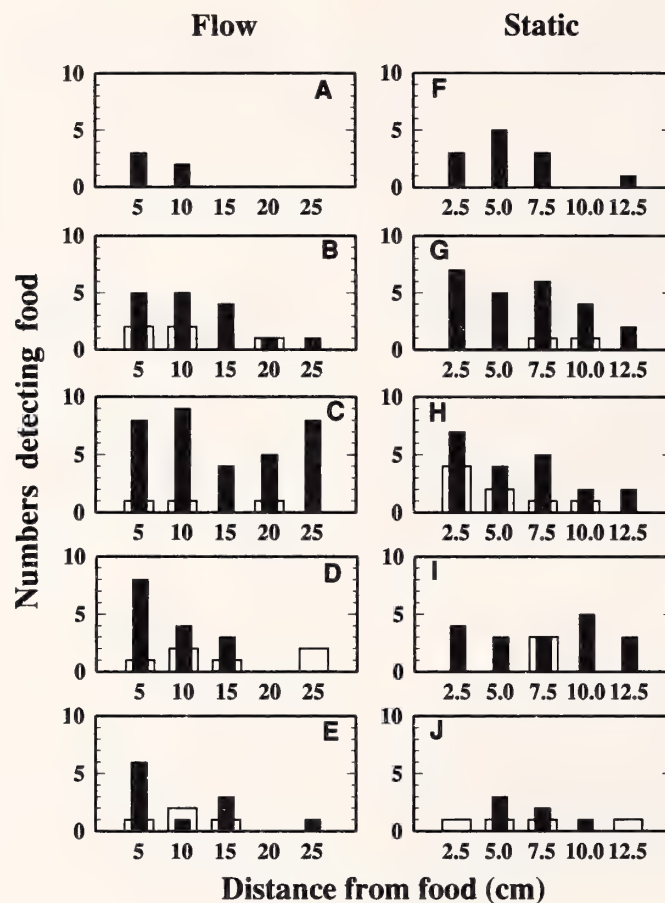 Flow Static
10 A 10 F
5 5
0 0
5 10 15 20 25 2.5 5.0 7.5 10.0 12.5
10 B 10 G
5 5
0 0
5 10 15 20 25 2.5 5.0 7.5 10.0 12.5
10 C 10 H
5 5
0 0
5 10 15 20 25 2.5 5.0 7.5 10.0 12.5
10 D 10 I
5 5
0 0
5 10 15 20 25 2.5 5.0 7.5 10.0 12.5
10 E 10 J
5 5
0 0
5 10 15 20 25 2.5 5.0 7.5 10.0 12.5
Numbers detecting food
Distance from food (cm)